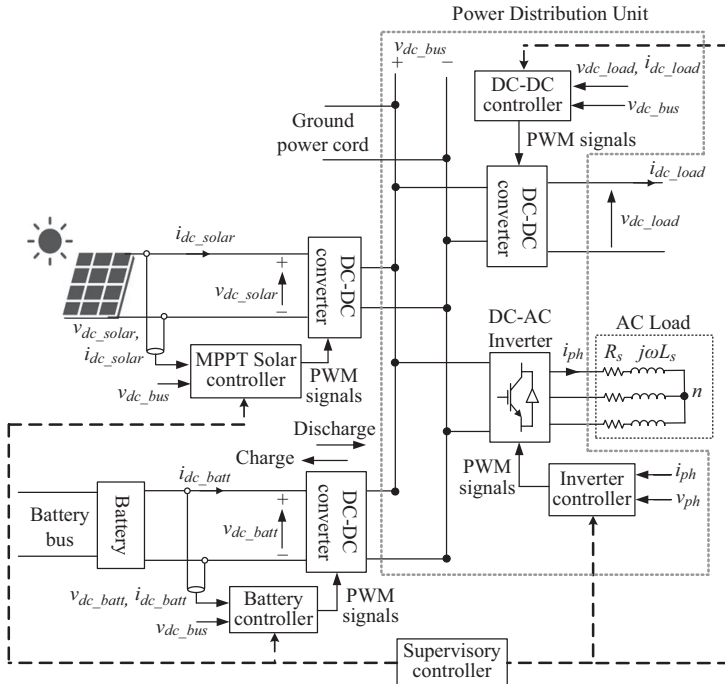 Power Distribution Unit
v_dc_bus
+ −
DC-DC
controller
v_dc_load, i_dc_load
v_dc_bus
Ground
power cord
PWM signals
DC-DC
converter
i_dc_load
v_dc_load
i_dc_solar
+
v_dc_solar
−
DC-DC
converter
v_dc_solar,
i_dc_solar
MPPT Solar
controller
v_dc_bus
PWM
signals
DC-AC
Inverter
i_ph
AC Load
R_s jωL_s
n
Discharge
Charge
PWM
signals
Inverter
controller
i_ph
v_ph
Battery
bus
Battery
i_dc_batt
+
v_dc_batt
−
DC-DC
converter
v_dc_batt, i_dc_batt
Battery
controller
v_dc_bus
PWM
signals
Supervisory
controller